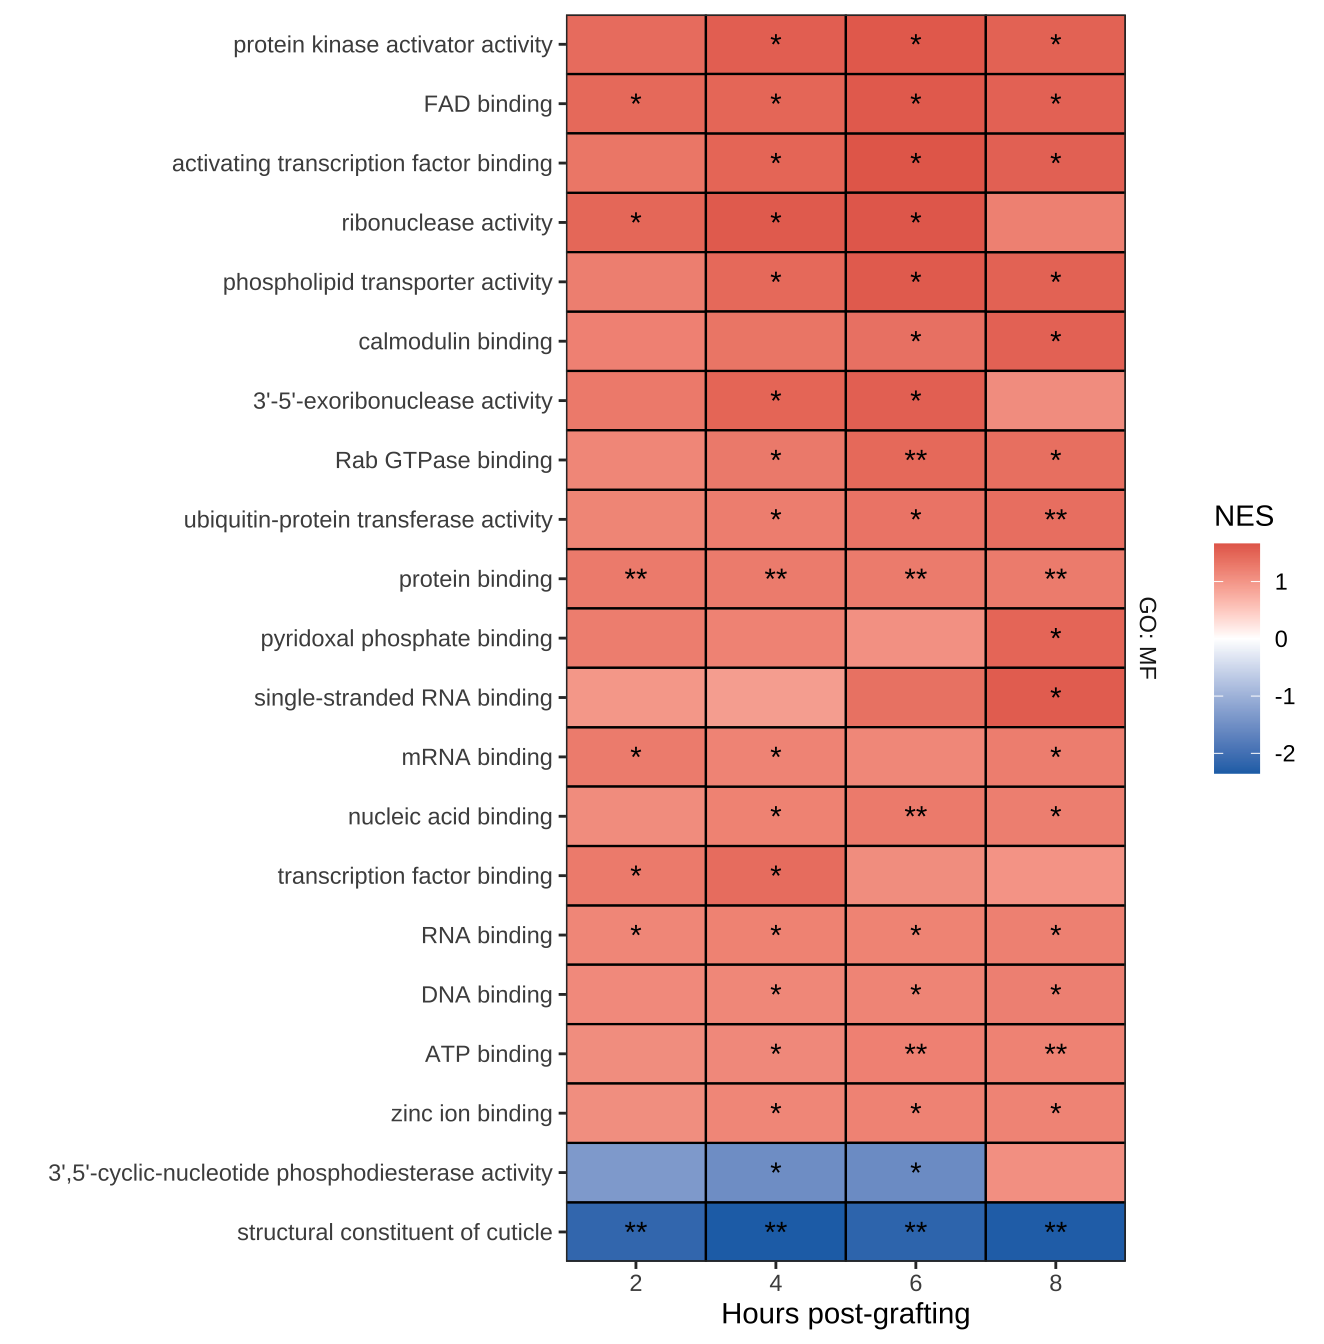 protein kinase activator activity * * *
FAD binding * * * *
activating transcription factor binding * * *
ribonuclease activity * * *
phospholipid transporter activity * * *
calmodulin binding * *
3'-5'-exoribonuclease activity * *
Rab GTPase binding * ** *
ubiquitin-protein transferase activity * * **
protein binding ** ** ** **
pyridoxal phosphate binding *
single-stranded RNA binding *
mRNA binding * * *
nucleic acid binding * ** *
transcription factor binding * *
RNA binding * * * *
DNA binding * * *
ATP binding * ** **
zinc ion binding * * *
3',5'-cyclic-nucleotide phosphodiesterase activity * *
structural constituent of cuticle ** ** ** **
2 4 6 8
Hours post-grafting
GO: MF
NES
1
0
-1
-2